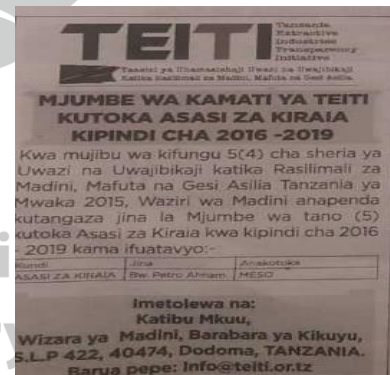 TEITI
Tanzania
Extractive
Industries
Transparency
Initiative
Taasisi ya Uhamasishaji Uwazi na Uwajibikaji
Katika Rasilimali za Madini, Mafuta na Gesi Asilia
MJUMBE WA KAMATI YA TEITI
KUTOKA ASASI ZA KIRAIA
KIPINDI CHA 2016 -2019
Kwa mujibu wa kifungu 5(4) cha sheria ya
Uwazi na Uwajibikaji katika Rasilimali za
Madini, Mafuta na Gesi Asilia Tanzania ya
Mwaka 2015, Waziri wa Madini anapenda
kutangaza jina la Mjumbe wa tano (5)
kutoka Asasi za Kiraia kwa kipindi cha 2016
- 2019 kama ifuatavyo:-
Kundi Jina Anakotoka
ASASI ZA KIRAIA Bw. Petro Ahham MESO
Imetolewa na:
Katibu Mkuu,
Wizara ya Madini, Barabara ya Kikuyu,
S.L.P 422, 40474, Dodoma, TANZANIA.
Barua pepe: Info@teiti.or.tz